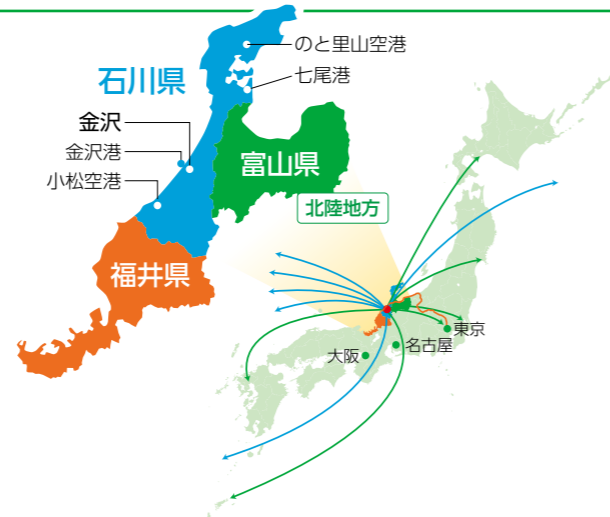 のと里山空港
七尾港
石川県
金沢
金沢港
小松空港
富山県
北陸地方
福井県
東京
名古屋
大阪